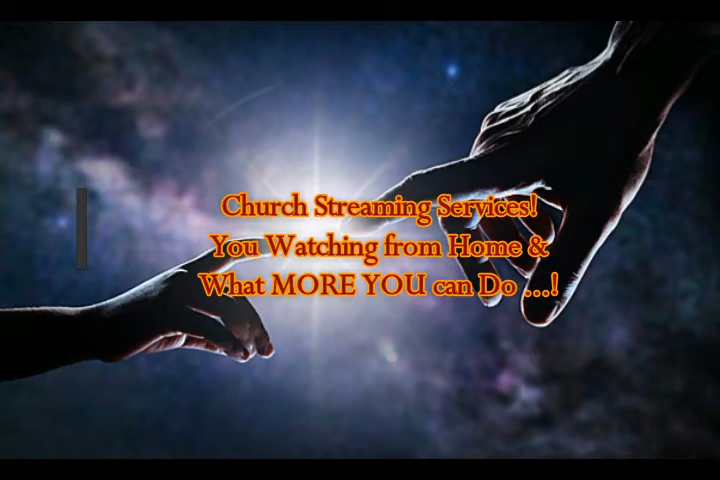 Church Streaming Services!
You Watching from Home &
What MORE YOU can Do ...!